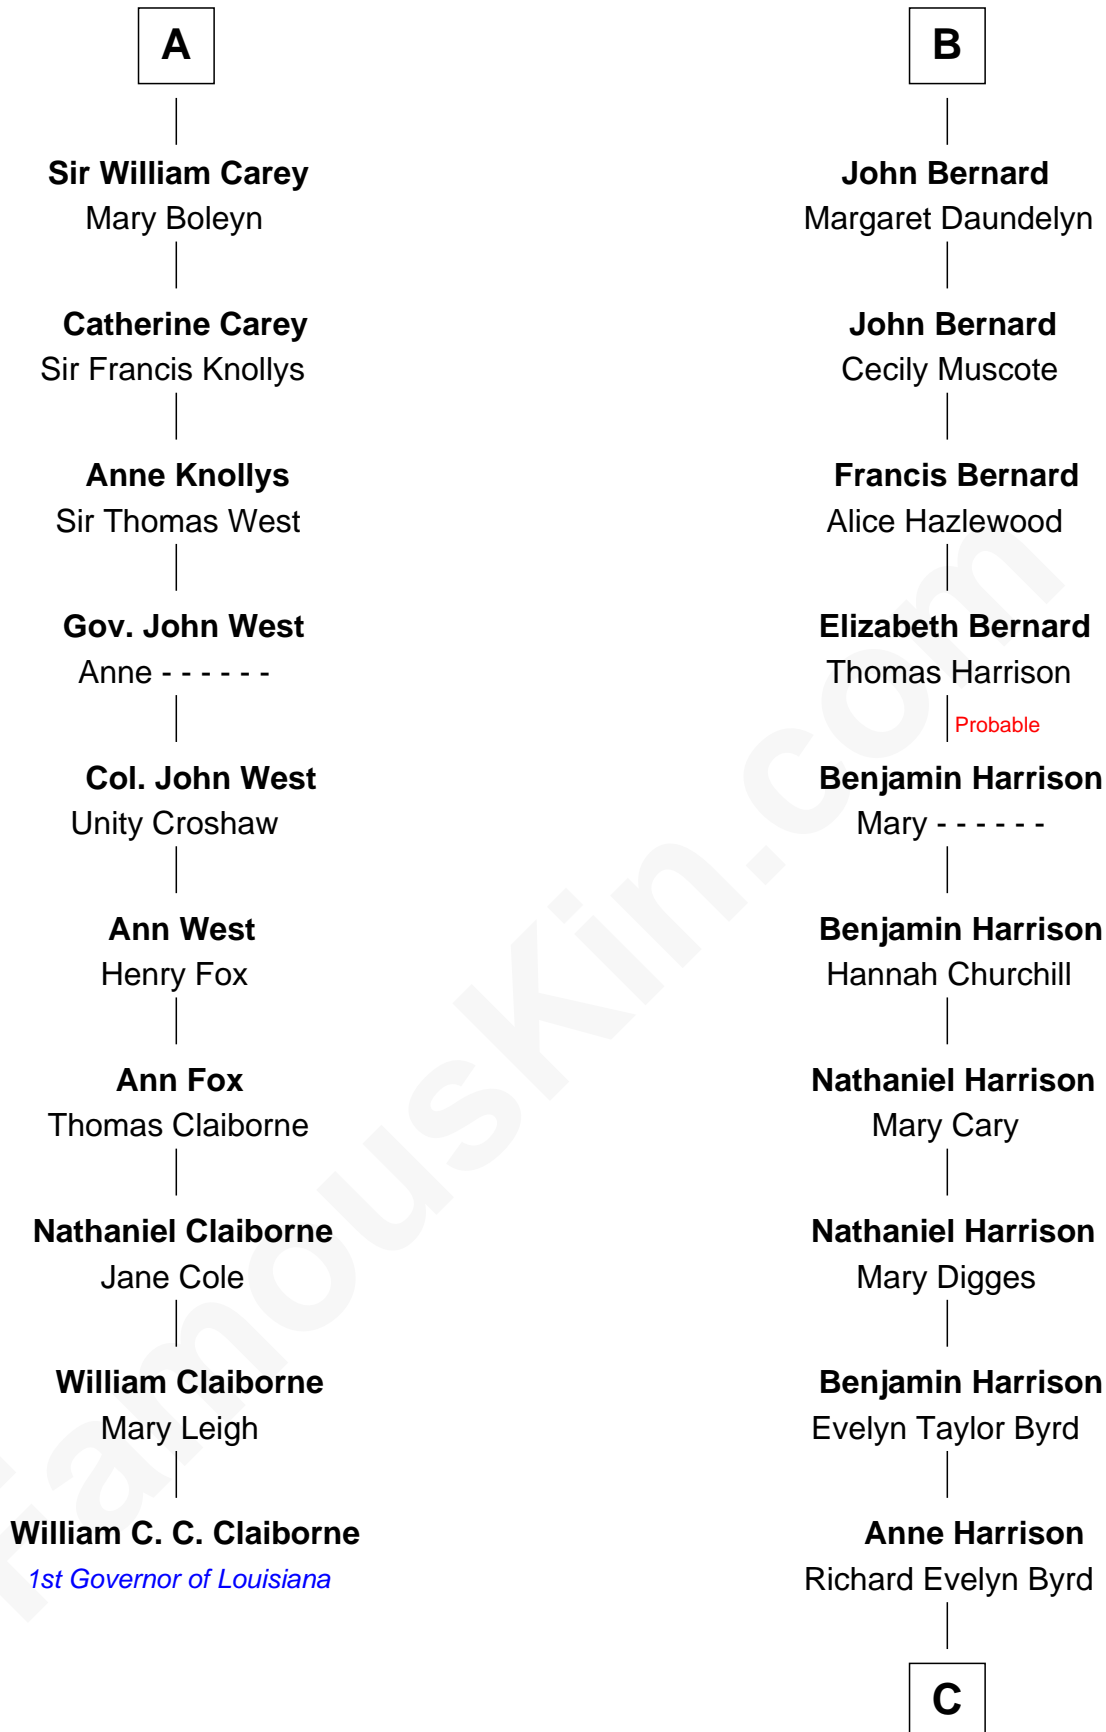 A
Sir William Carey
Mary Boleyn
Catherine Carey
Sir Francis Knollys
Anne Knollys
Sir Thomas West
Gov. John West
Anne - - - - - -
Col. John West
Unity Croshaw
Ann West
Henry Fox
Ann Fox
Thomas Claiborne
Nathaniel Claiborne
Jane Cole
William Claiborne
Mary Leigh
William C. C. Claiborne
1st Governor of Louisiana
B
John Bernard
Margaret Daundelyn
John Bernard
Cecily Muscote
Francis Bernard
Alice Hazlewood
Elizabeth Bernard
Thomas Harrison
Probable
Benjamin Harrison
Mary - - - - - -
Benjamin Harrison
Hannah Churchill
Nathaniel Harrison
Mary Cary
Nathaniel Harrison
Mary Digges
Benjamin Harrison
Evelyn Taylor Byrd
Anne Harrison
Richard Evelyn Byrd
C
FamousKin.com